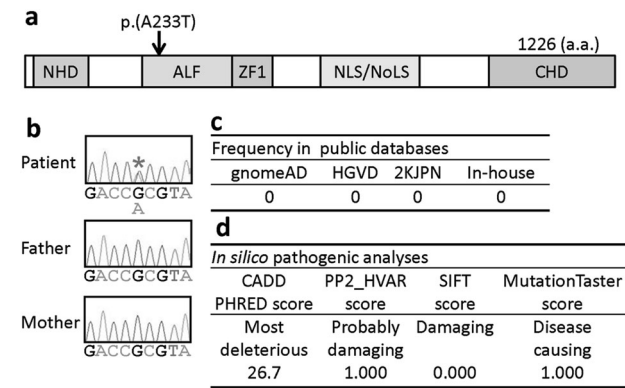 a
p.(A233T)
1226 (a.a.)
NHD ALF ZF1 NLS/NoLS CHD
b
Patient
*
GACCGCGTA
A
Father
GACCGCGTA
Mother
GACCGCGTA
c
Frequency in public databases
gnomeAD HGVD 2KJPN In-house
0 0 0 0
d
In silico pathogenic analyses
CADD PP2_HVAR SIFT MutationTaster
PHRED score score score score
Most Probably Damaging Disease
deleterious damaging causing
26.7 1.000 0.000 1.000